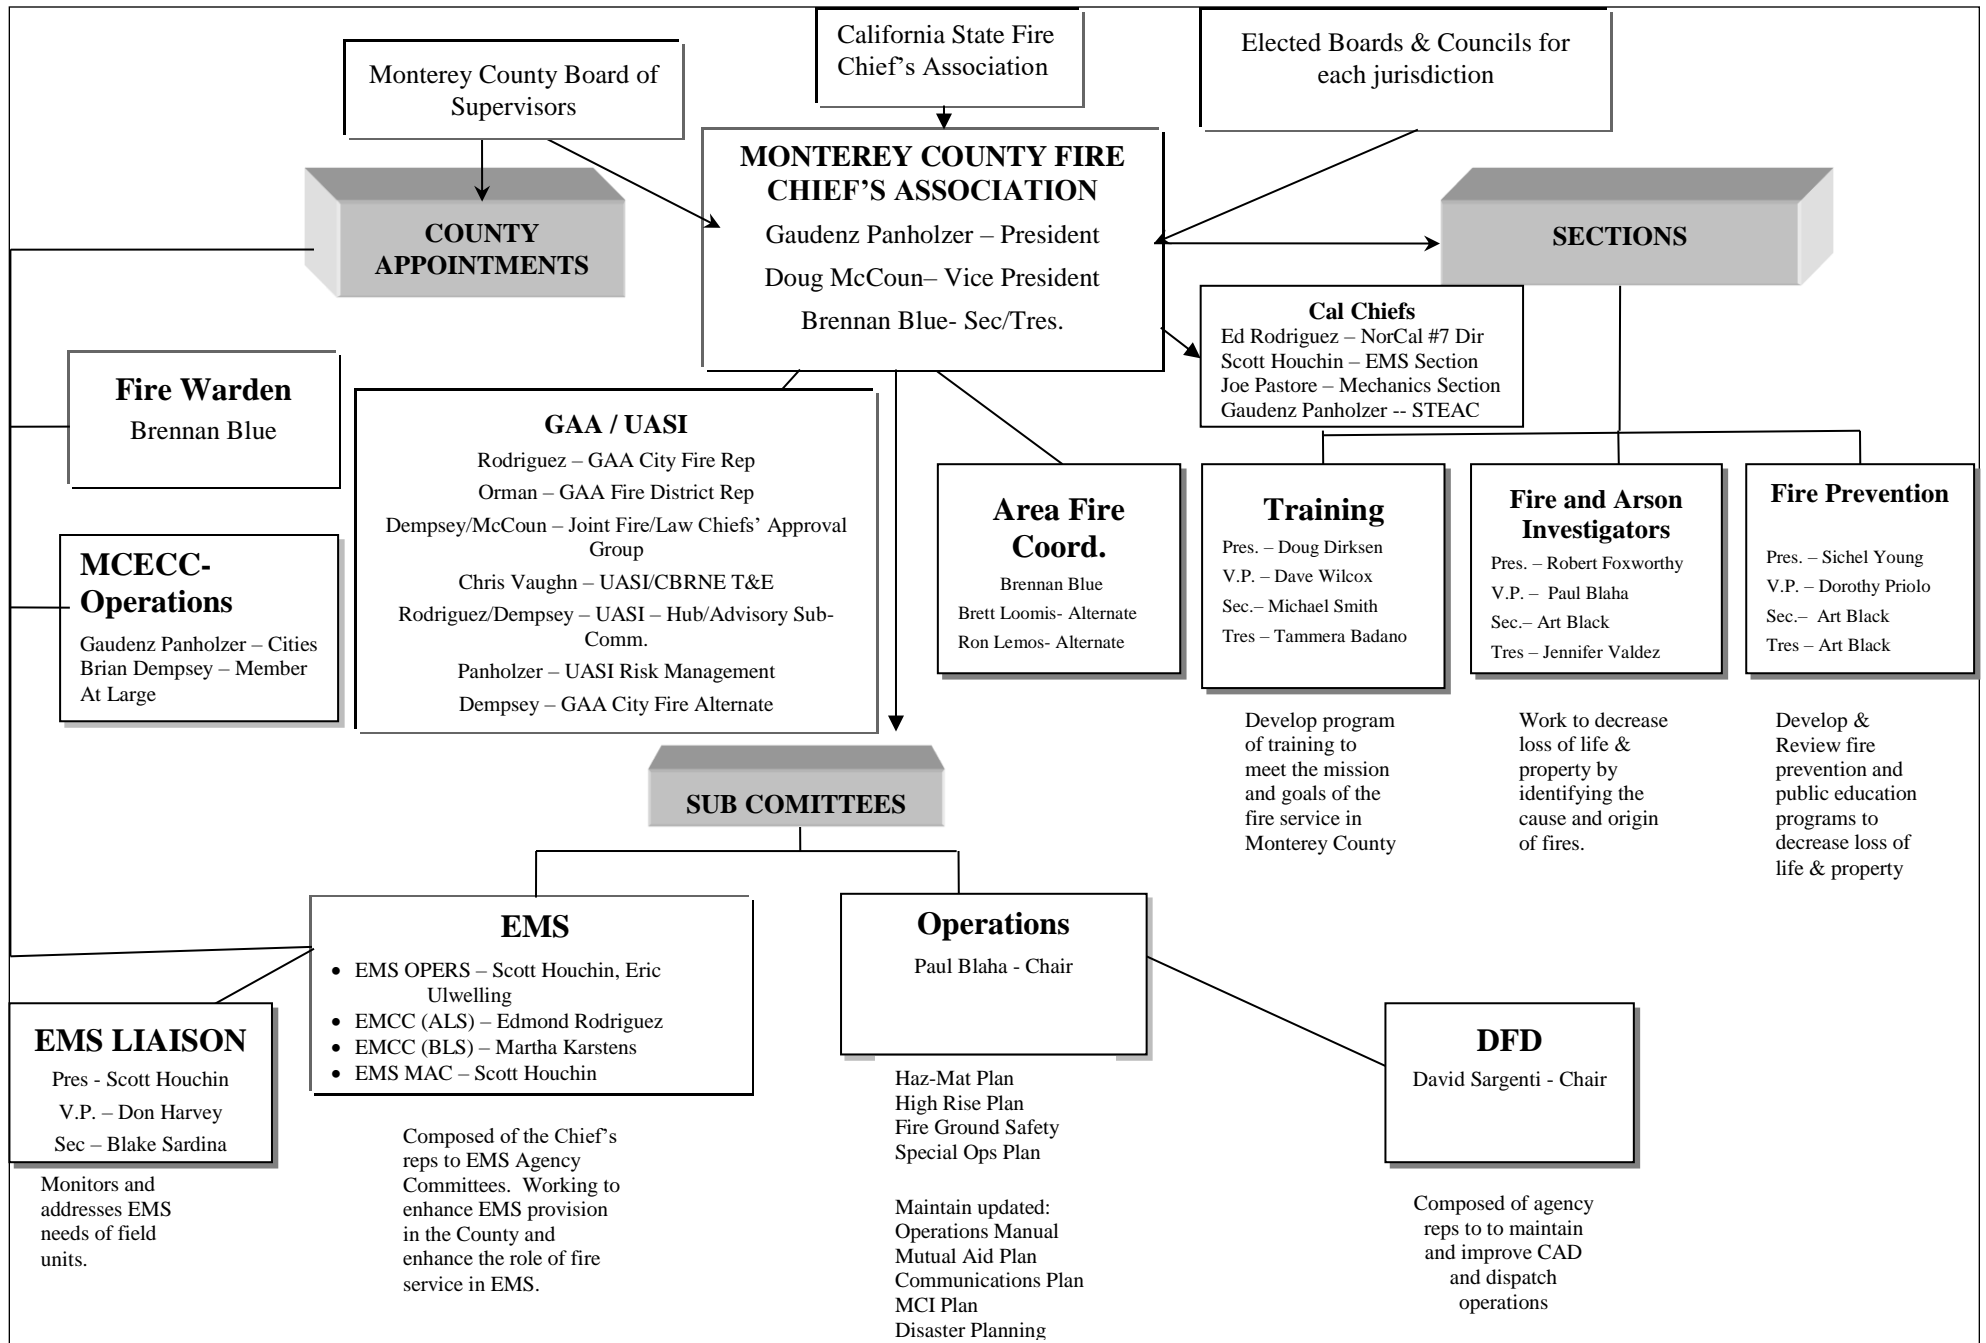 California State Fire
Chief's Association
Elected Boards & Councils for
each jurisdiction
Monterey County Board of
Supervisors
MONTEREY COUNTY FIRE
CHIEF'S ASSOCIATION
Gaudenz Panholzer – President
Doug McCoun– Vice President
Brennan Blue- Sec/Tres.
COUNTY
APPOINTMENTS
SECTIONS
Cal Chiefs
Ed Rodriguez – NorCal #7 Dir
Scott Houchin – EMS Section
Joe Pastore – Mechanics Section
Gaudenz Panholzer -- STEAC
Fire Warden
Brennan Blue
GAA / UASI
Rodriguez – GAA City Fire Rep
Orman – GAA Fire District Rep
Dempsey/McCoun – Joint Fire/Law Chiefs' Approval
Group
Chris Vaughn – UASI/CBRNE T&E
Rodriguez/Dempsey – UASI – Hub/Advisory Sub-
Comm.
Panholzer – UASI Risk Management
Dempsey – GAA City Fire Alternate
MCECC-
Operations
Gaudenz Panholzer – Cities
Brian Dempsey – Member
At Large
Area Fire
Coord.
Brennan Blue
Brett Loomis- Alternate
Ron Lemos- Alternate
Training
Pres. – Doug Dirksen
V.P. – Dave Wilcox
Sec.– Michael Smith
Tres – Tammera Badano
Fire and Arson
Investigators
Pres. – Robert Foxworthy
V.P. – Paul Blaha
Sec.– Art Black
Tres – Jennifer Valdez
Fire Prevention
Pres. – Sichel Young
V.P. – Dorothy Priolo
Sec.– Art Black
Tres – Art Black
Develop program
of training to
meet the mission
and goals of the
fire service in
Monterey County
Work to decrease
loss of life &
property by
identifying the
cause and origin
of fires.
Develop &
Review fire
prevention and
public education
programs to
decrease loss of
life & property
SUB COMITTEES
EMS
• EMS OPERS – Scott Houchin, Eric
Ulwelling
• EMCC (ALS) – Edmond Rodriguez
• EMCC (BLS) – Martha Karstens
• EMS MAC – Scott Houchin
Operations
Paul Blaha - Chair
EMS LIAISON
Pres - Scott Houchin
V.P. – Don Harvey
Sec – Blake Sardina
DFD
David Sargenti - Chair
Monitors and
addresses EMS
needs of field
units.
Composed of the Chief's
reps to EMS Agency
Committees. Working to
enhance EMS provision
in the County and
enhance the role of fire
service in EMS.
Haz-Mat Plan
High Rise Plan
Fire Ground Safety
Special Ops Plan
Maintain updated:
Operations Manual
Mutual Aid Plan
Communications Plan
MCI Plan
Disaster Planning
Composed of agency
reps to to maintain
and improve CAD
and dispatch
operations